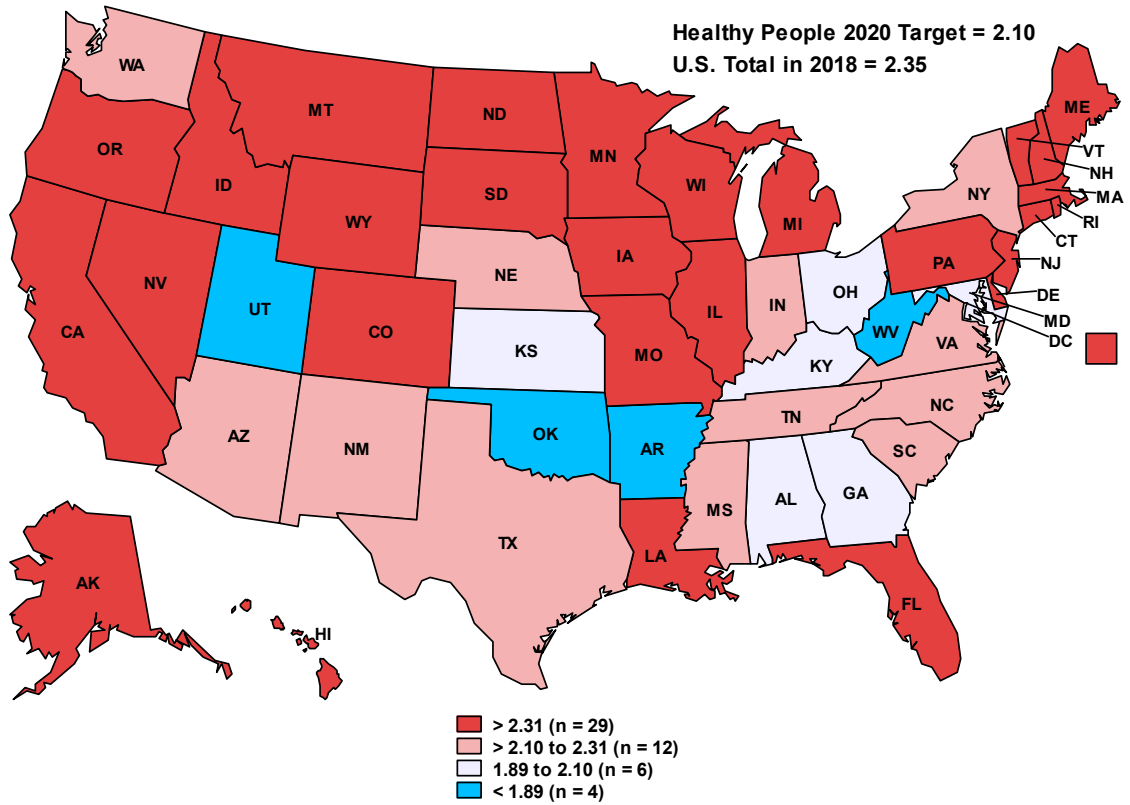 Healthy People 2020 Target = 2.10
U.S. Total in 2018 = 2.35
WA
MT
ND
MN
ME
OR
ID
SD
WI
VT
NH
NY
MA
WY
MI
RI
CT
IA
PA
NJ
NE
NV
UT
CO
IL
IN
OH
DE
MD
WV
DC
CA
KS
MO
KY
VA
NC
TN
AZ
NM
OK
AR
SC
MS
AL
GA
TX
LA
AK
FL
HI
> 2.31 (n = 29)
> 2.10 to 2.31 (n = 12)
1.89 to 2.10 (n = 6)
< 1.89 (n = 4)